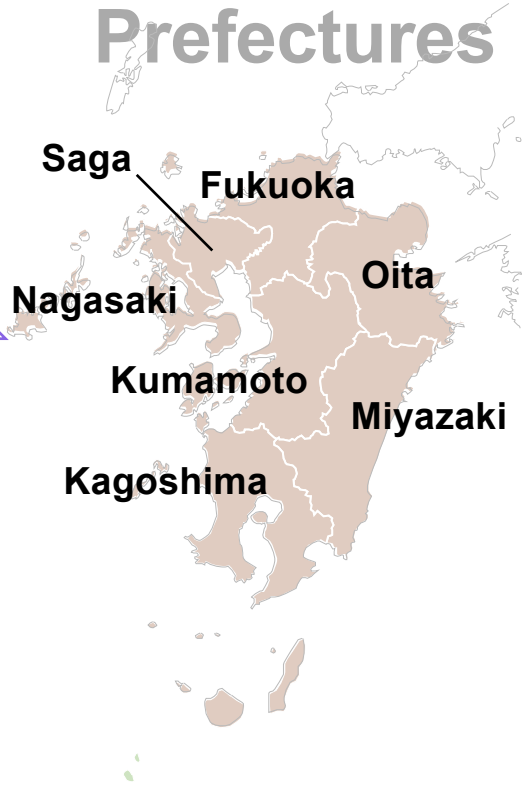 Prefectures
Saga
Fukuoka
Oita
Nagasaki
Kumamoto
Miyazaki
Kagoshima